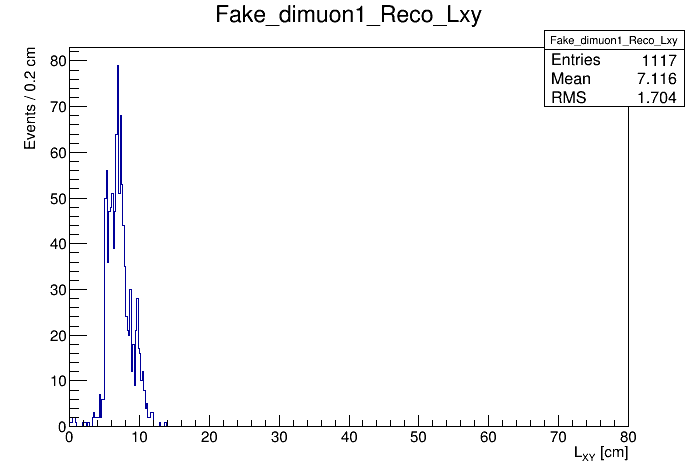 Fake_dimuon1_Reco_Lxy
Fake_dimuon1_Reco_Lxy
Entries 1117
Mean 7.116
RMS 1.704
Events / 0.2 cm
80
70
60
50
40
30
20
10
0
0 10 20 30 40 50 60 70 80
L_XY [cm]